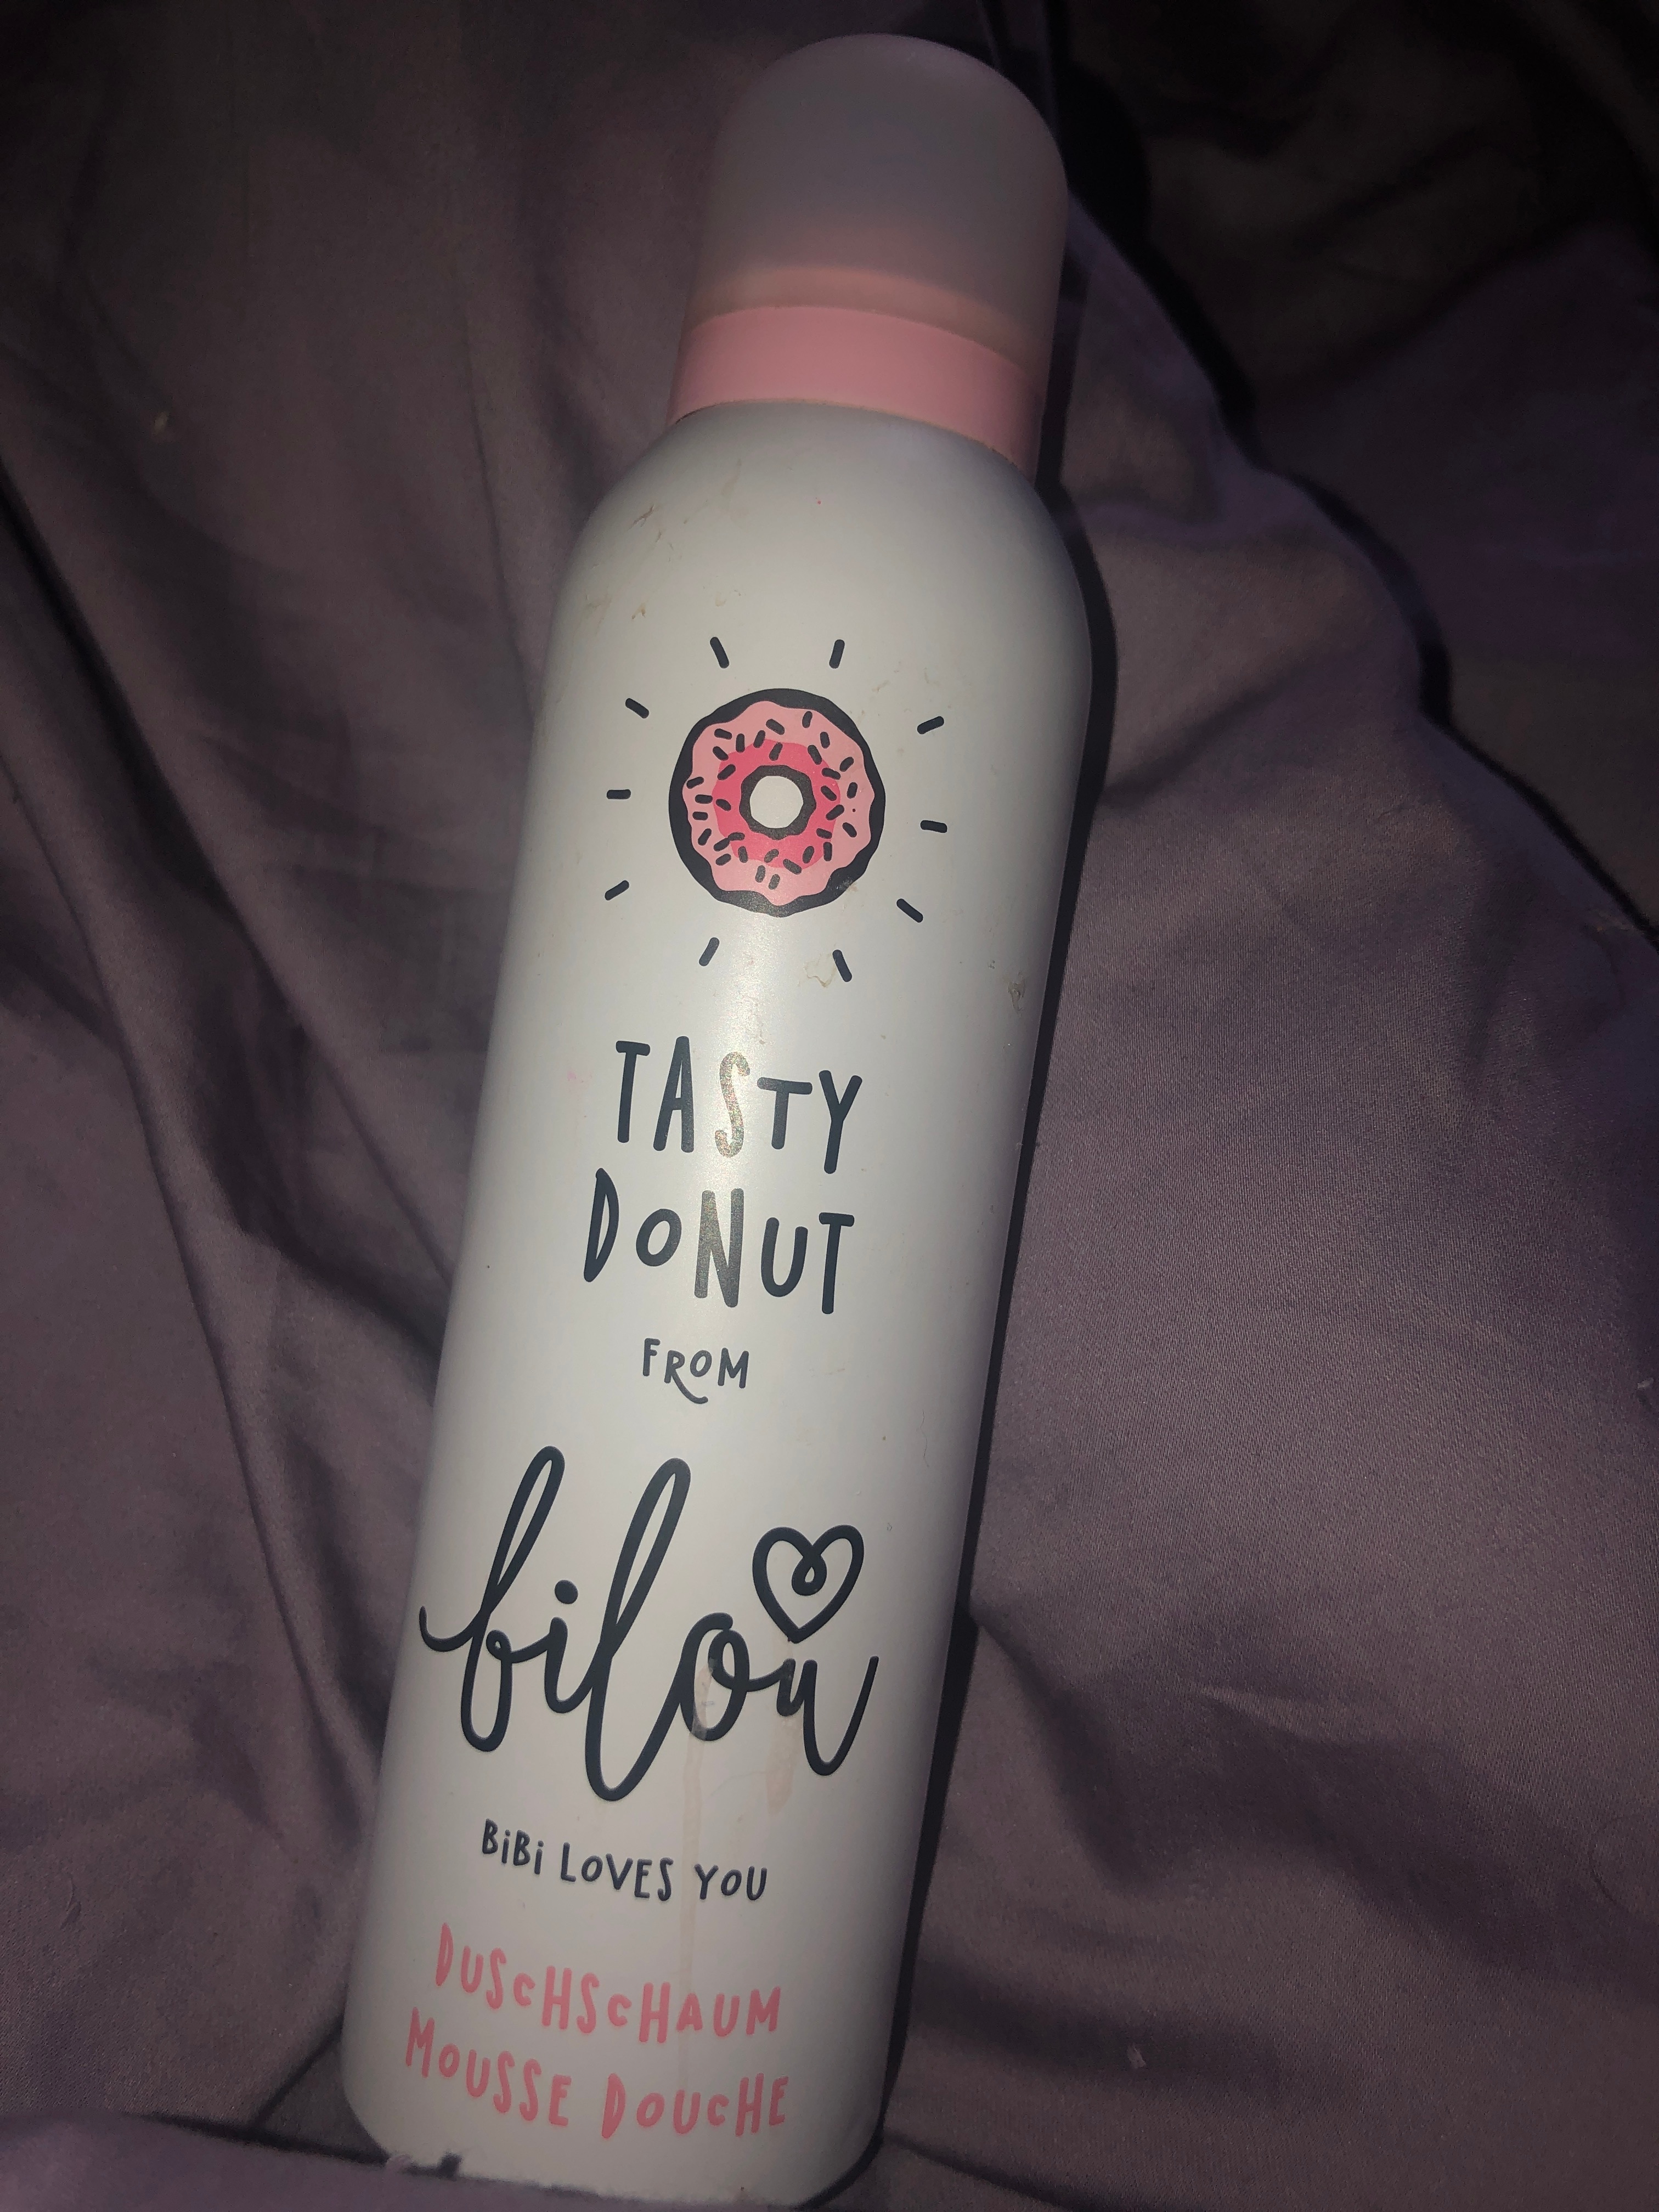 TASTY
DONUT
FROM
bilou
BiBi LOVES YOU
DUSCHSCHAUM
MOUSSE DOUCHE